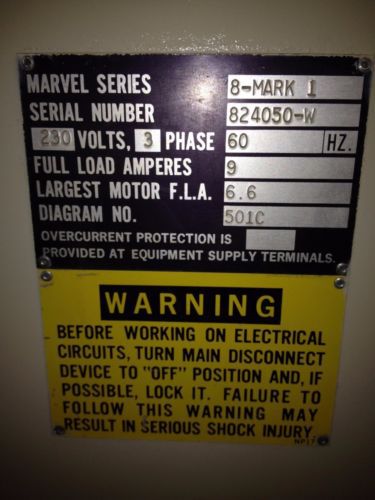 MARVEL SERIES 8-MARK 1
SERIAL NUMBER 824050-W
230 VOLTS, 3 PHASE 60 HZ.
FULL LOAD AMPERES 9
LARGEST MOTOR F.L.A. 6.6
DIAGRAM NO. 501C
OVERCURRENT PROTECTION IS
PROVIDED AT EQUIPMENT SUPPLY TERMINALS.
WARNING
BEFORE WORKING ON ELECTRICAL
CIRCUITS, TURN MAIN DISCONNECT
DEVICE TO "OFF" POSITION AND, IF
POSSIBLE, LOCK IT. FAILURE TO
FOLLOW THIS WARNING MAY
RESULT IN SERIOUS SHOCK INJURY
NP17